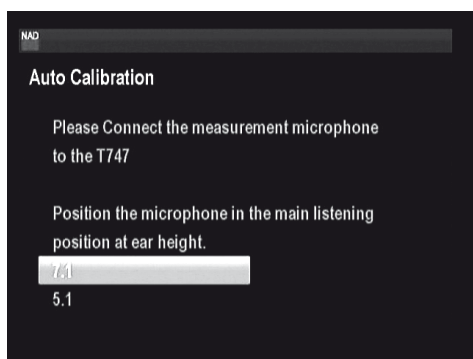 NAD
Auto Calibration
Please Connect the measurement microphone
to the T747
Position the microphone in the main listening
position at ear height.
7.1
5.1